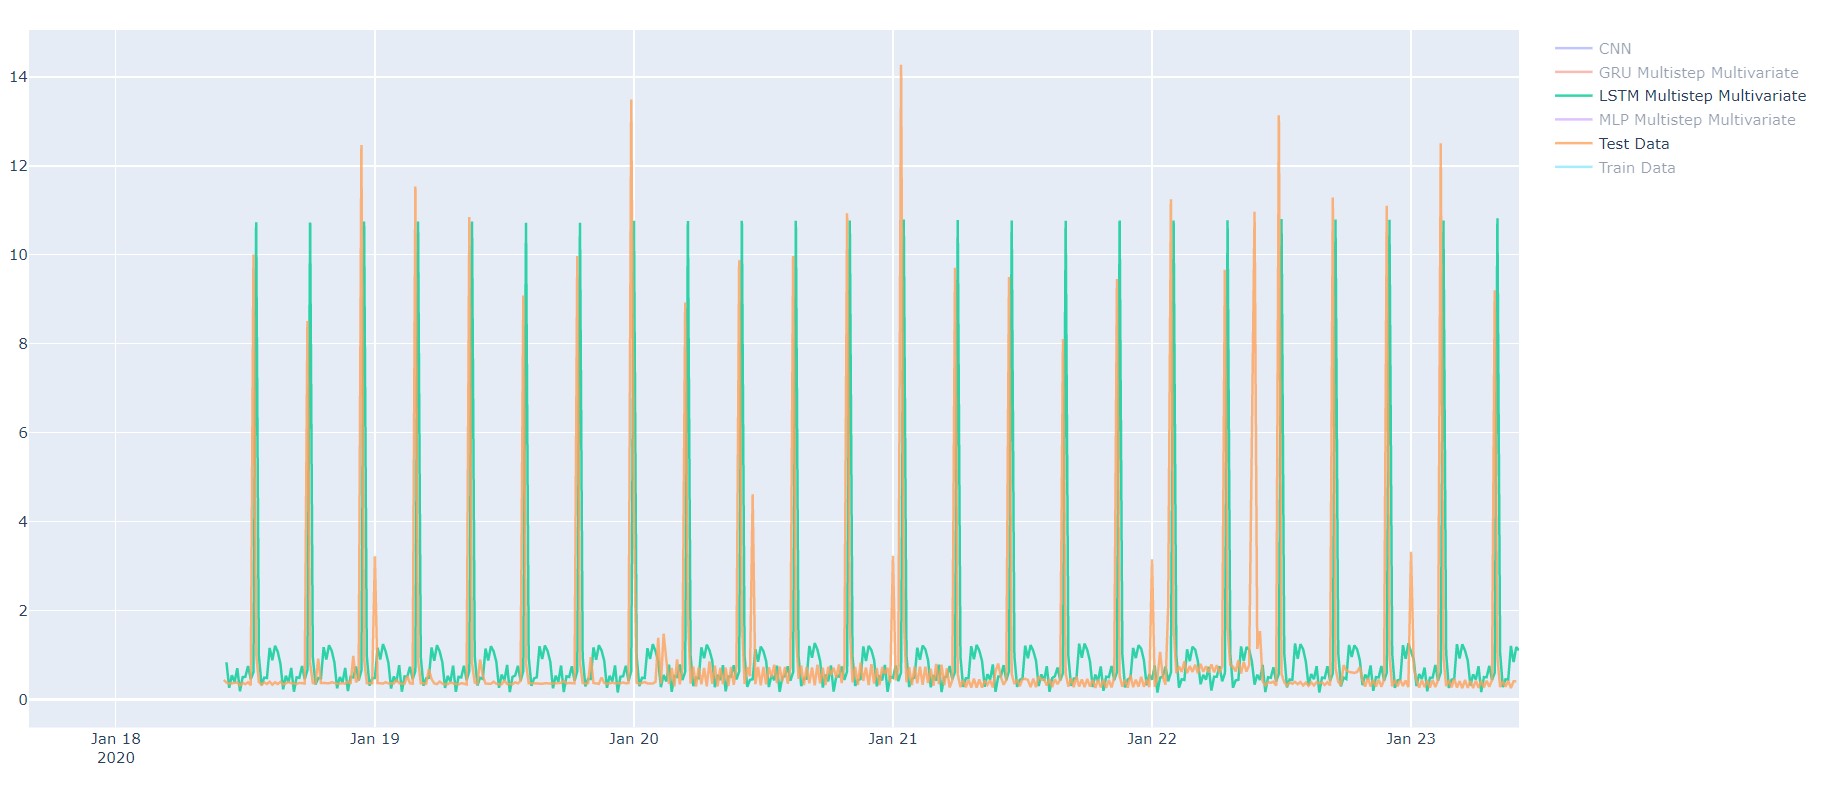 14
12
10
8
6
4
2
0
Jan 18
2020
Jan 19
Jan 20
Jan 21
Jan 22
Jan 23
CNN
GRU Multistep Multivariate
LSTM Multistep Multivariate
MLP Multistep Multivariate
Test Data
Train Data